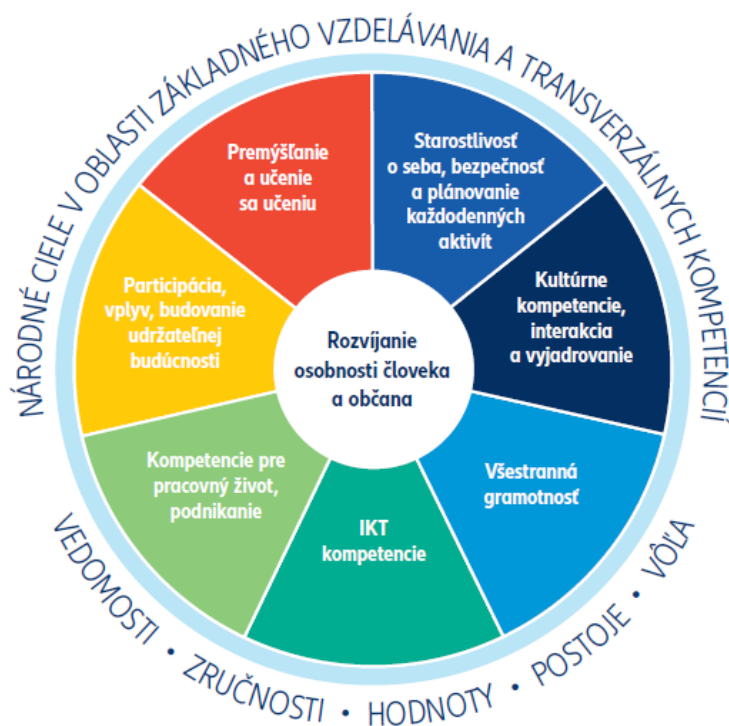 NÁRODNÉ CIELE V OBLASTI ZÁKLADNÉHO VZDELÁVANIA A TRANSVERZÁLNYCH KOMPETENCIÍ
Premýšľanie
a učenie
sa učeniu
Starostlivosť
o seba, bezpečnosť
a plánovanie
každodenných
aktivít
Kultúrne
kompetencie,
interakcia
a vyjadrovanie
Všestranná
gramotnosť
IKT
kompetencie
Kompetencie pre
pracovný život,
podnikanie
Participácia,
vplyv, budovanie
udržateľnej
budúcnosti
Rozvíjanie
osobnosti človeka
a občana
VEDOMOSTI • ZRUČNOSTI • HODNOTY • POSTOJE • VÔĽA